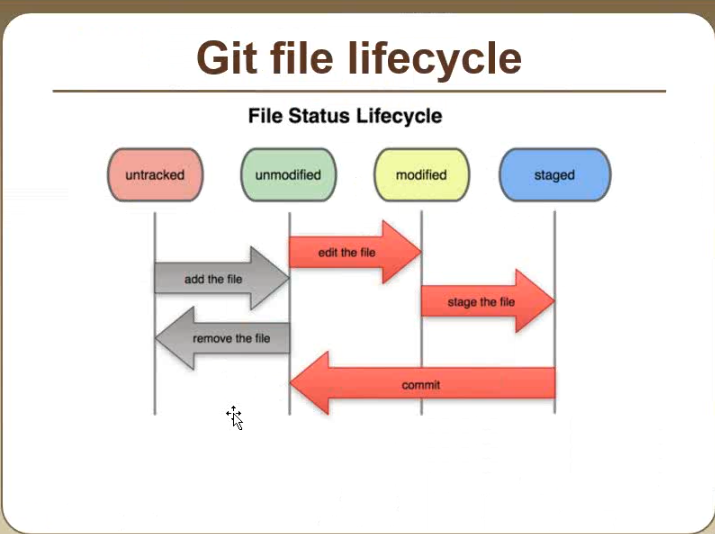 Git file lifecycle
File Status Lifecycle
untracked
unmodified
modified
staged
edit the file
add the file
stage the file
remove the file
commit